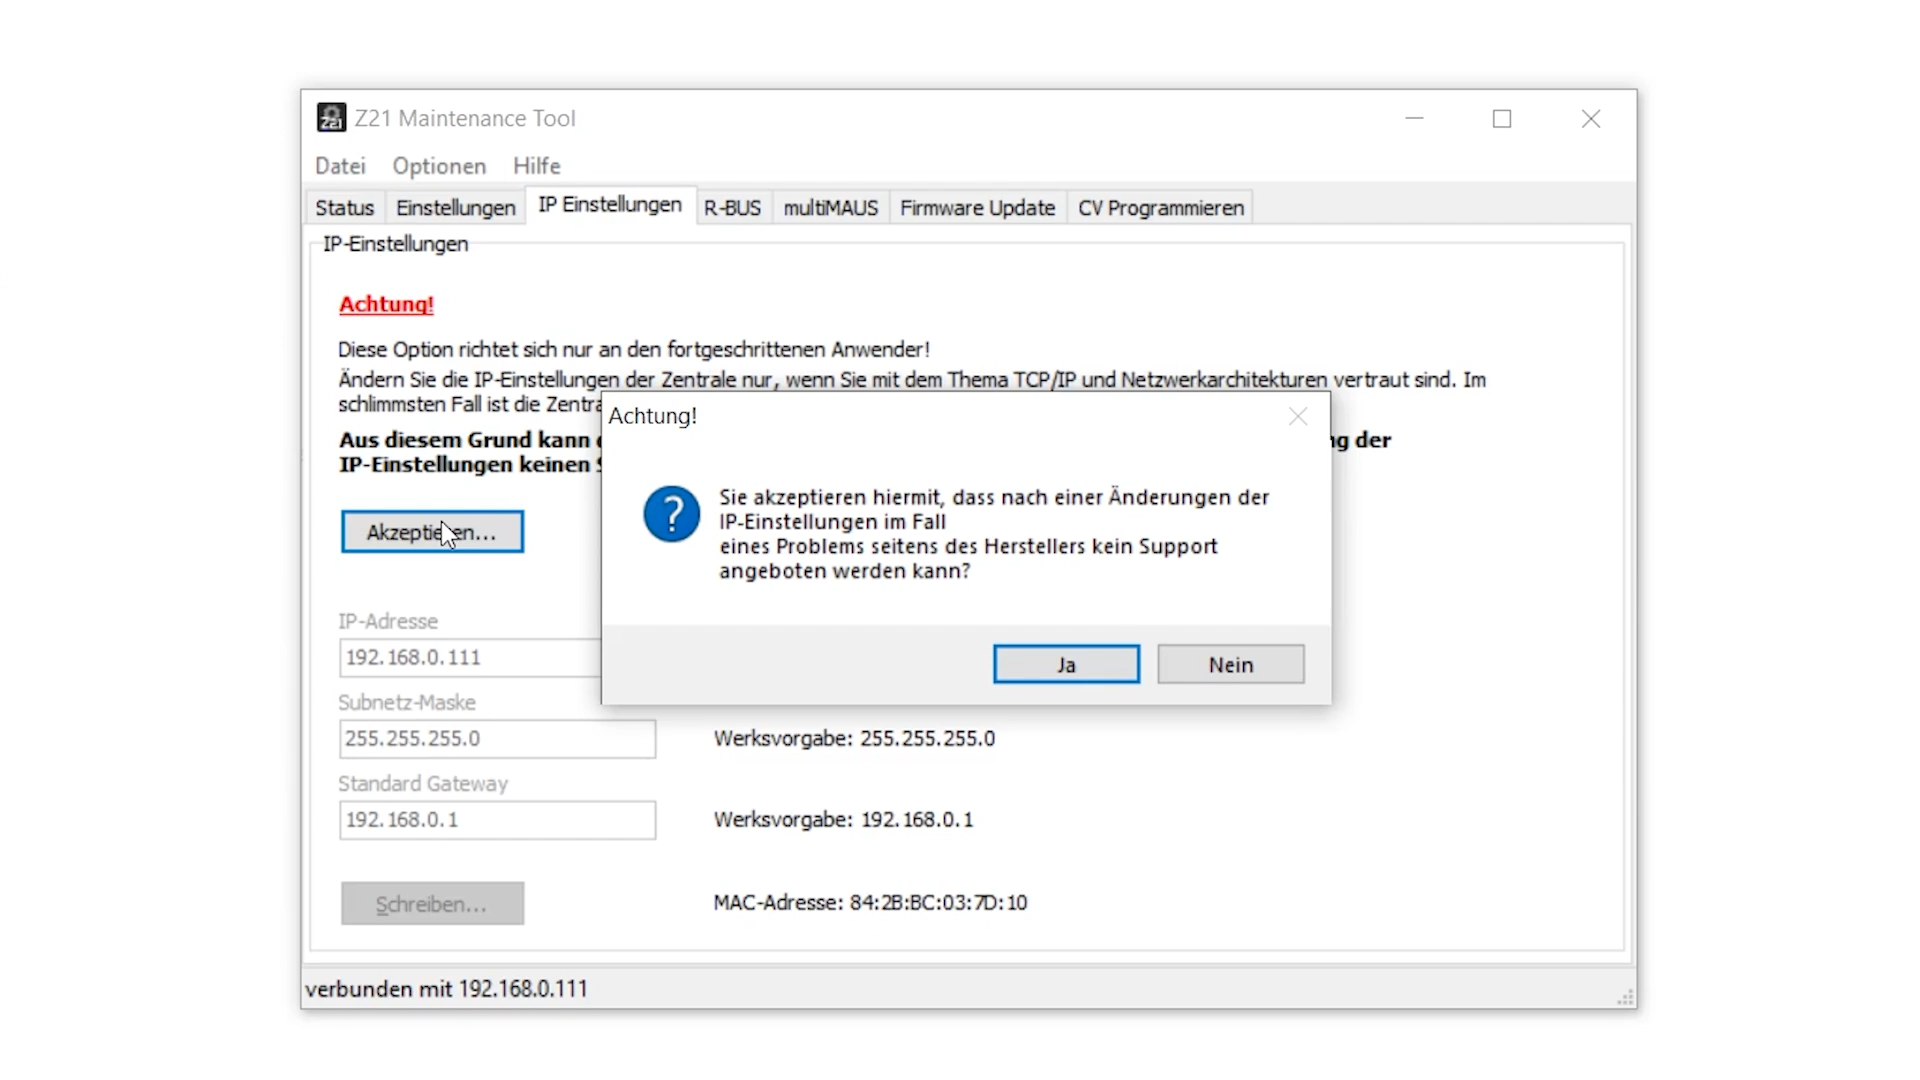 Z21 Maintenance Tool
Datei Optionen Hilfe
Status Einstellungen IP Einstellungen R-BUS multiMAUS Firmware Update CV Programmieren
IP-Einstellungen
Achtung!
Diese Option richtet sich nur an den fortgeschrittenen Anwender!
Ändern Sie die IP-Einstellungen der Zentrale nur, wenn Sie mit dem Thema TCP/IP und Netzwerkarchitekturen vertraut sind. Im
schlimmsten Fall ist die
Aus diesem Grund kann der
IP-Einstellungen keinen
Achtung!
Sie akzeptieren hiermit, dass nach einer Änderungen der
IP-Einstellungen im Fall
eines Problems seitens des Herstellers kein Support
angeboten werden kann?
Ja Nein
Akzeptieren...
IP-Adresse
192.168.0.111
Subnetz-Maske
255.255.255.0 Werksvorgabe: 255.255.255.0
Standard Gateway
192.168.0.1 Werksvorgabe: 192.168.0.1
Schreiben... MAC-Adresse: 84:2B:BC:03:7D:10
verbunden mit 192.168.0.111